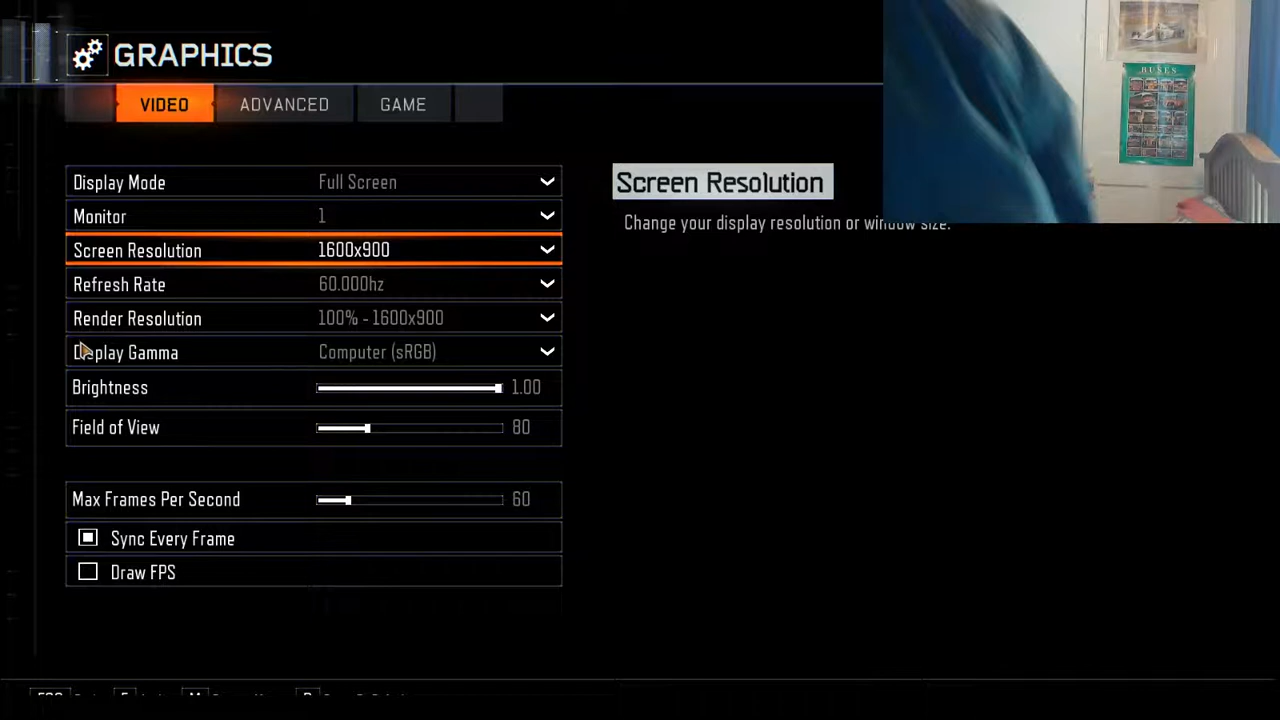 GRAPHICS
VIDEO ADVANCED GAME
BUSES
Display Mode Full Screen
Monitor 1
Screen Resolution 1600x900
Refresh Rate 60.000hz
Render Resolution 100% - 1600x900
Display Gamma Computer (sRGB)
Brightness 1.00
Field of View 80
Max Frames Per Second 60
Sync Every Frame
Draw FPS
Screen Resolution
Change your display resolution or window size.